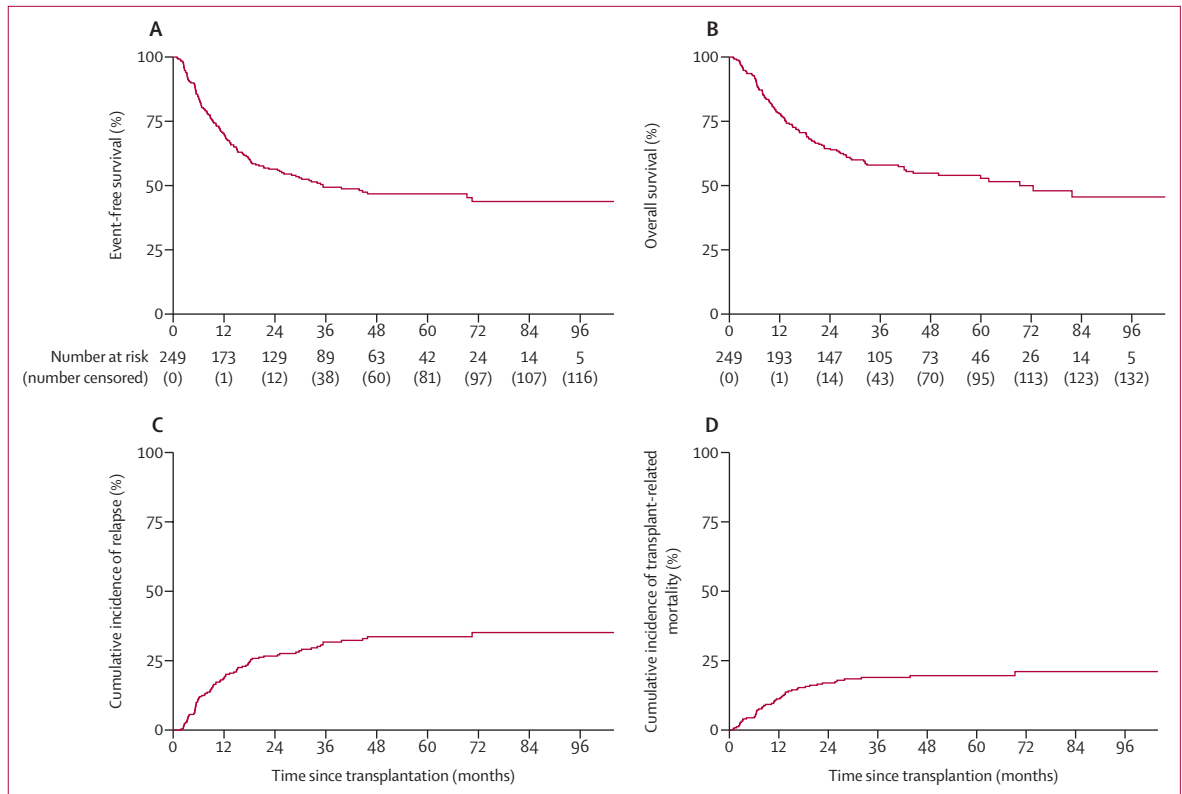 A
Event-free survival (%)
100
75
50
25
0
0 12 24 36 48 60 72 84 96
Number at risk 249 173 129 89 63 42 24 14 5
(number censored) (0) (1) (12) (38) (60) (81) (97) (107) (116)
B
Overall survival (%)
100
75
50
25
0
0 12 24 36 48 60 72 84 96
249 193 147 105 73 46 26 14 5
(0) (1) (14) (43) (70) (95) (113) (123) (132)
C
Cumulative incidence of relapse (%)
100
75
50
25
0
0 12 24 36 48 60 72 84 96
Time since transplantation (months)
D
Cumulative incidence of transplant-related
mortality (%)
100
75
50
25
0
0 12 24 36 48 60 72 84 96
Time since transplantion (months)